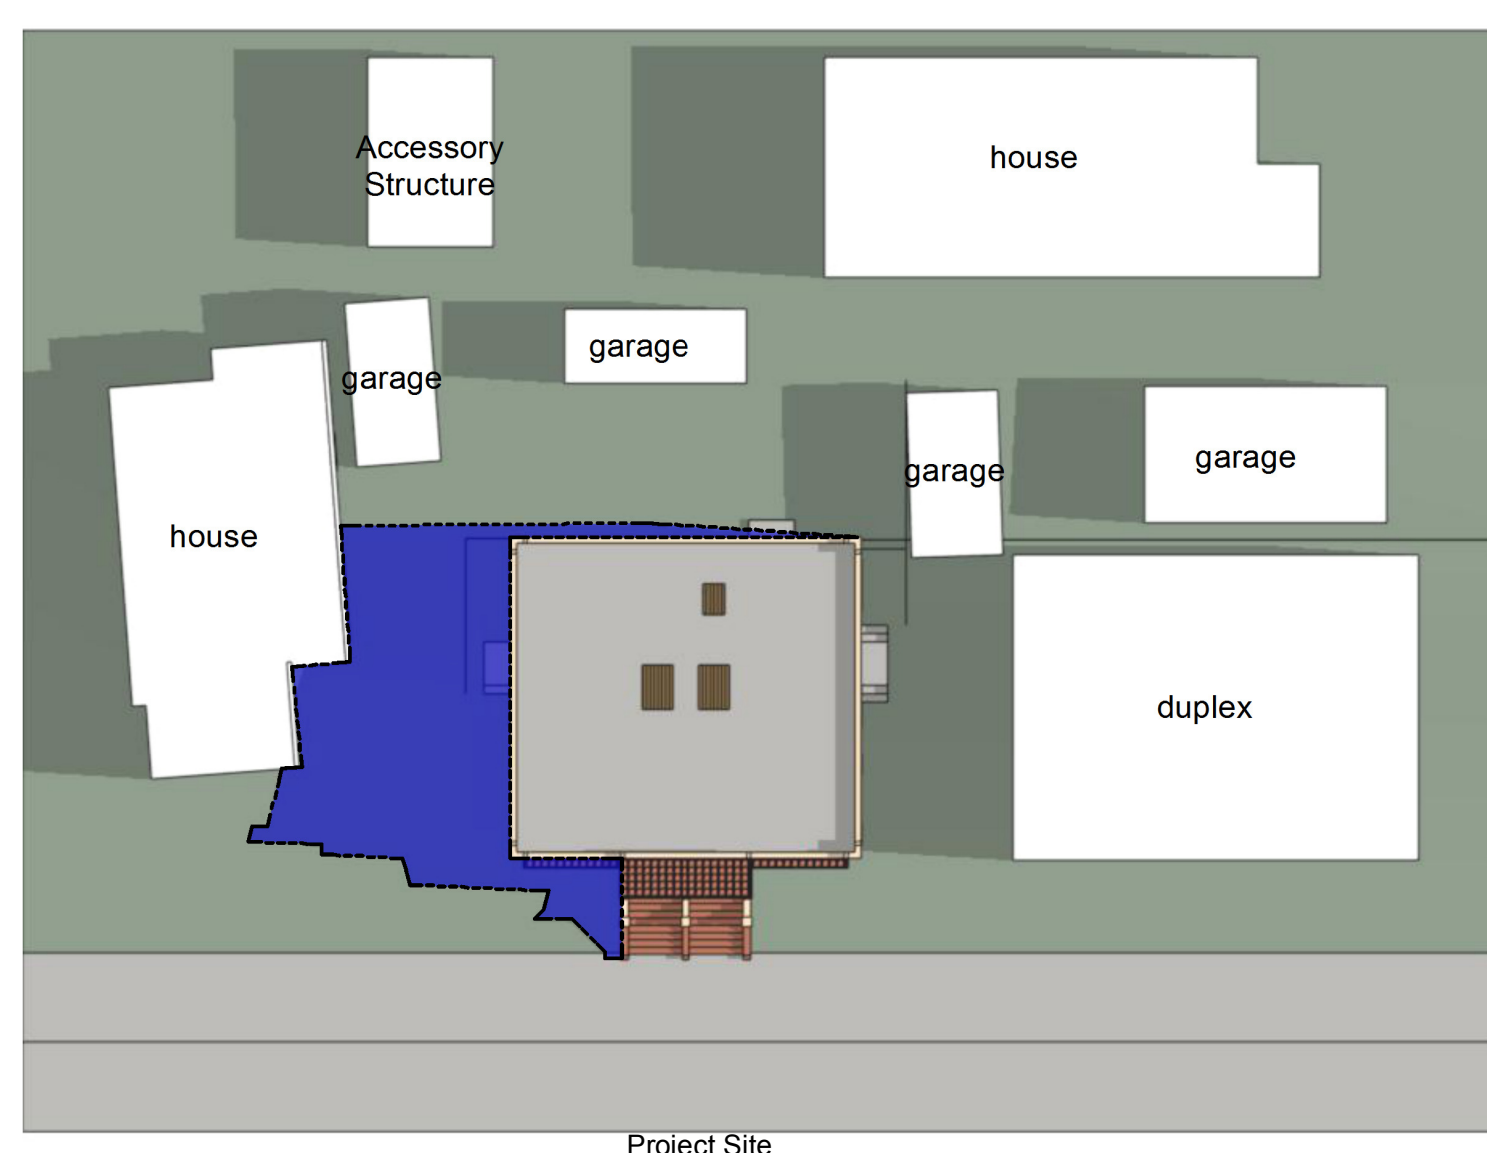 Accessory
Structure
house
garage
garage
garage
garage
house
duplex
Project Site